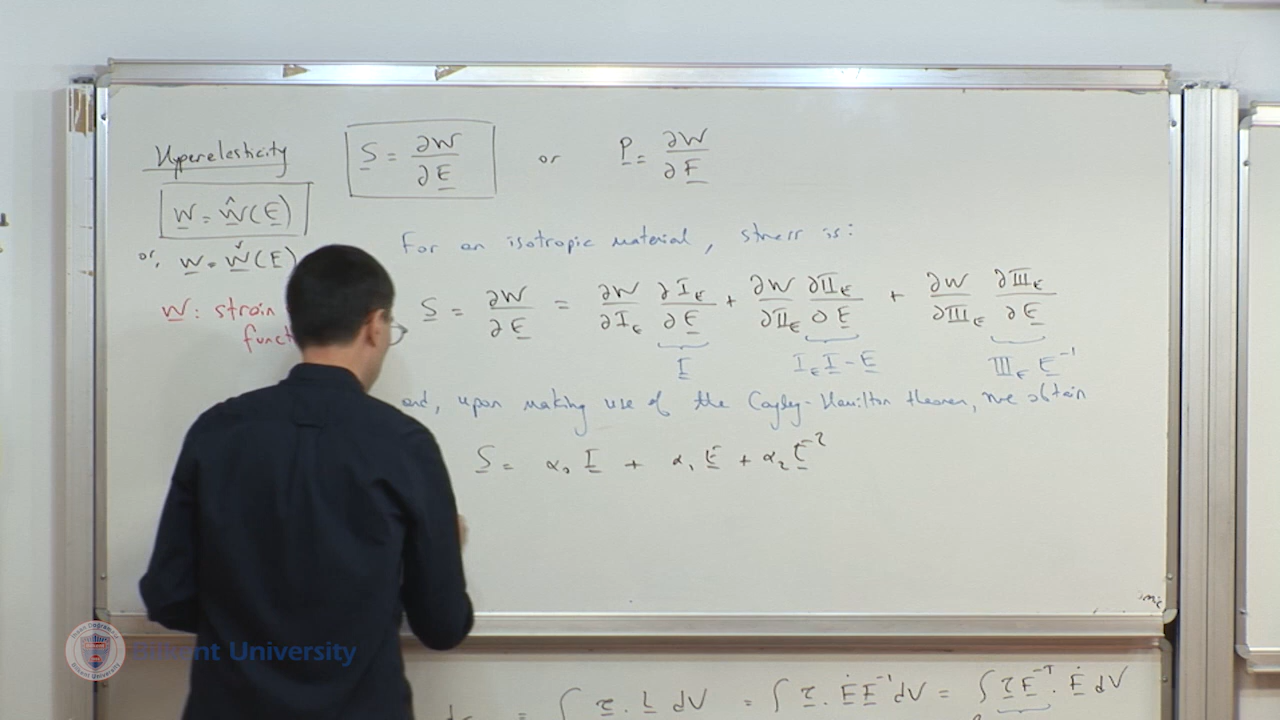 Hyperelasticity
S = ∂W/∂E or P = ∂W/∂F
W = Ŵ(E)
or, W = W̌(E)
W: strain
funct
For an isotropic material, stress is:
S = ∂W/∂E = ∂W/∂I_E ∂I_E/∂E + ∂W/∂II_E ∂II_E/∂E + ∂W/∂III_E ∂III_E/∂E
I I_E I - E III_E E^-1
and, upon making use of the Cayley-Hamilton theorem, we obtain
S = α₀ I + α₁ E + α₂ E^2
= ∫ τ . L dV = ∫ τ . Ḟ F^-1 dV = ∫ τ F^-T . Ḟ dV
Bilkent University